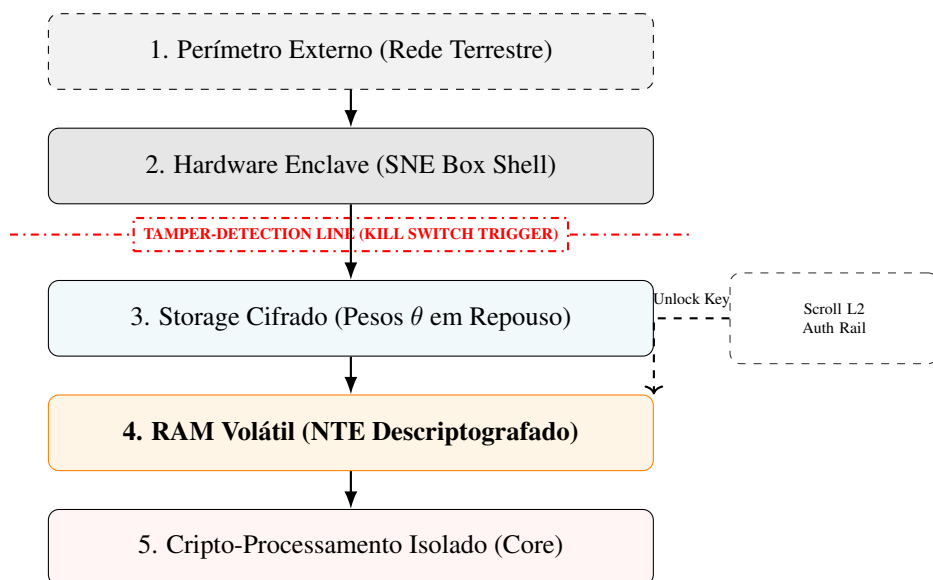 1. Perímetro Externo (Rede Terrestre)
2. Hardware Enclave (SNE Box Shell)
TAMPER-DETECTION LINE (KILL SWITCH TRIGGER)
3. Storage Cifrado (Pesos θ em Repouso)
Unlock Key
Scroll L2
Auth Rail
4. RAM Volátil (NTE Descriptografado)
5. Cripto-Processamento Isolado (Core)